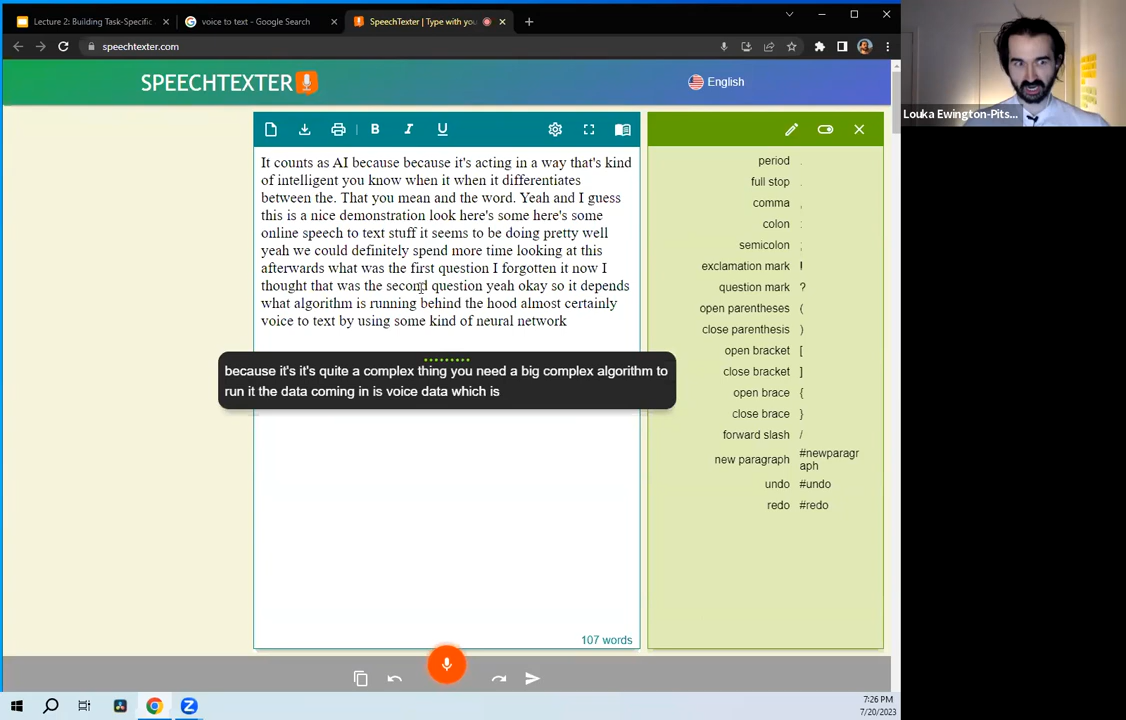 Lecture 2: Building Task-Specific
voice to text - Google Search
SpeechTexter | Type with you
speechtexter.com
SPEECHTEXTER
English
Louka Ewington-Pits...
B I U
It counts as AI because because it's acting in a way that's kind
of intelligent you know when it when it differentiates
between the. That you mean and the word. Yeah and I guess
this is a nice demonstration look here's some here's some
online speech to text stuff it seems to be doing pretty well
yeah we could definitely spend more time looking at this
afterwards what was the first question I forgotten it now I
thought that was the second question yeah okay so it depends
what algorithm is running behind the hood almost certainly
voice to text by using some kind of neural network
because it's it's quite a complex thing you need a big complex algorithm to
run it the data coming in is voice data which is
107 words
period .
full stop .
comma ,
colon :
semicolon ;
exclamation mark !
question mark ?
open parentheses (
close parenthesis )
open bracket [
close bracket ]
open brace {
close brace }
forward slash /
new paragraph #newparagr
aph
undo #undo
redo #redo
7:26 PM
7/20/2023